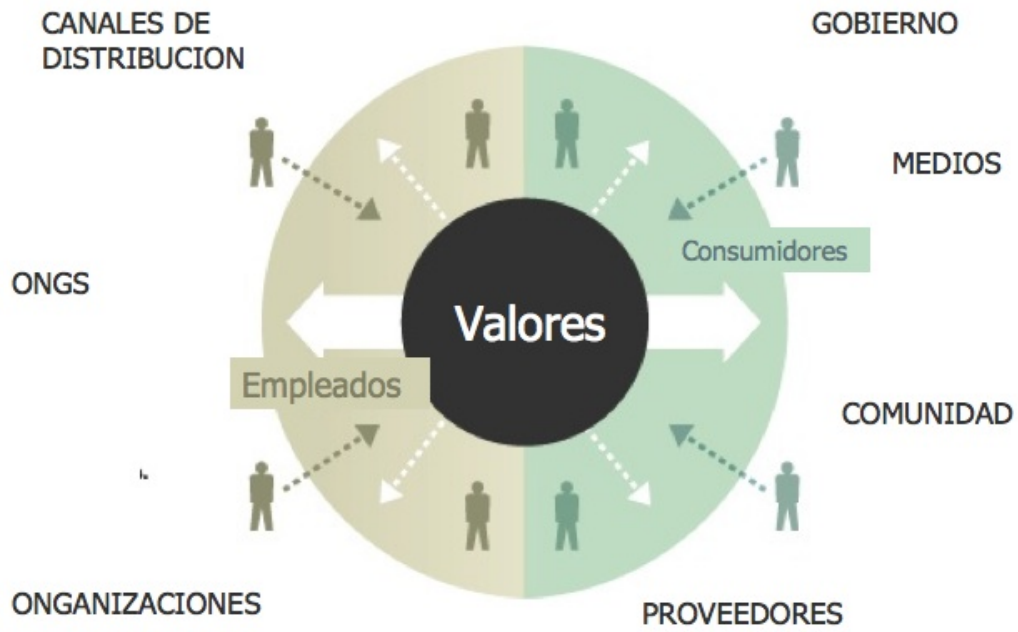 CANALES DE
DISTRIBUCION
GOBIERNO
MEDIOS
Consumidores
ONGS
Valores
Empleados
COMUNIDAD
ONGANIZACIONES
PROVEEDORES